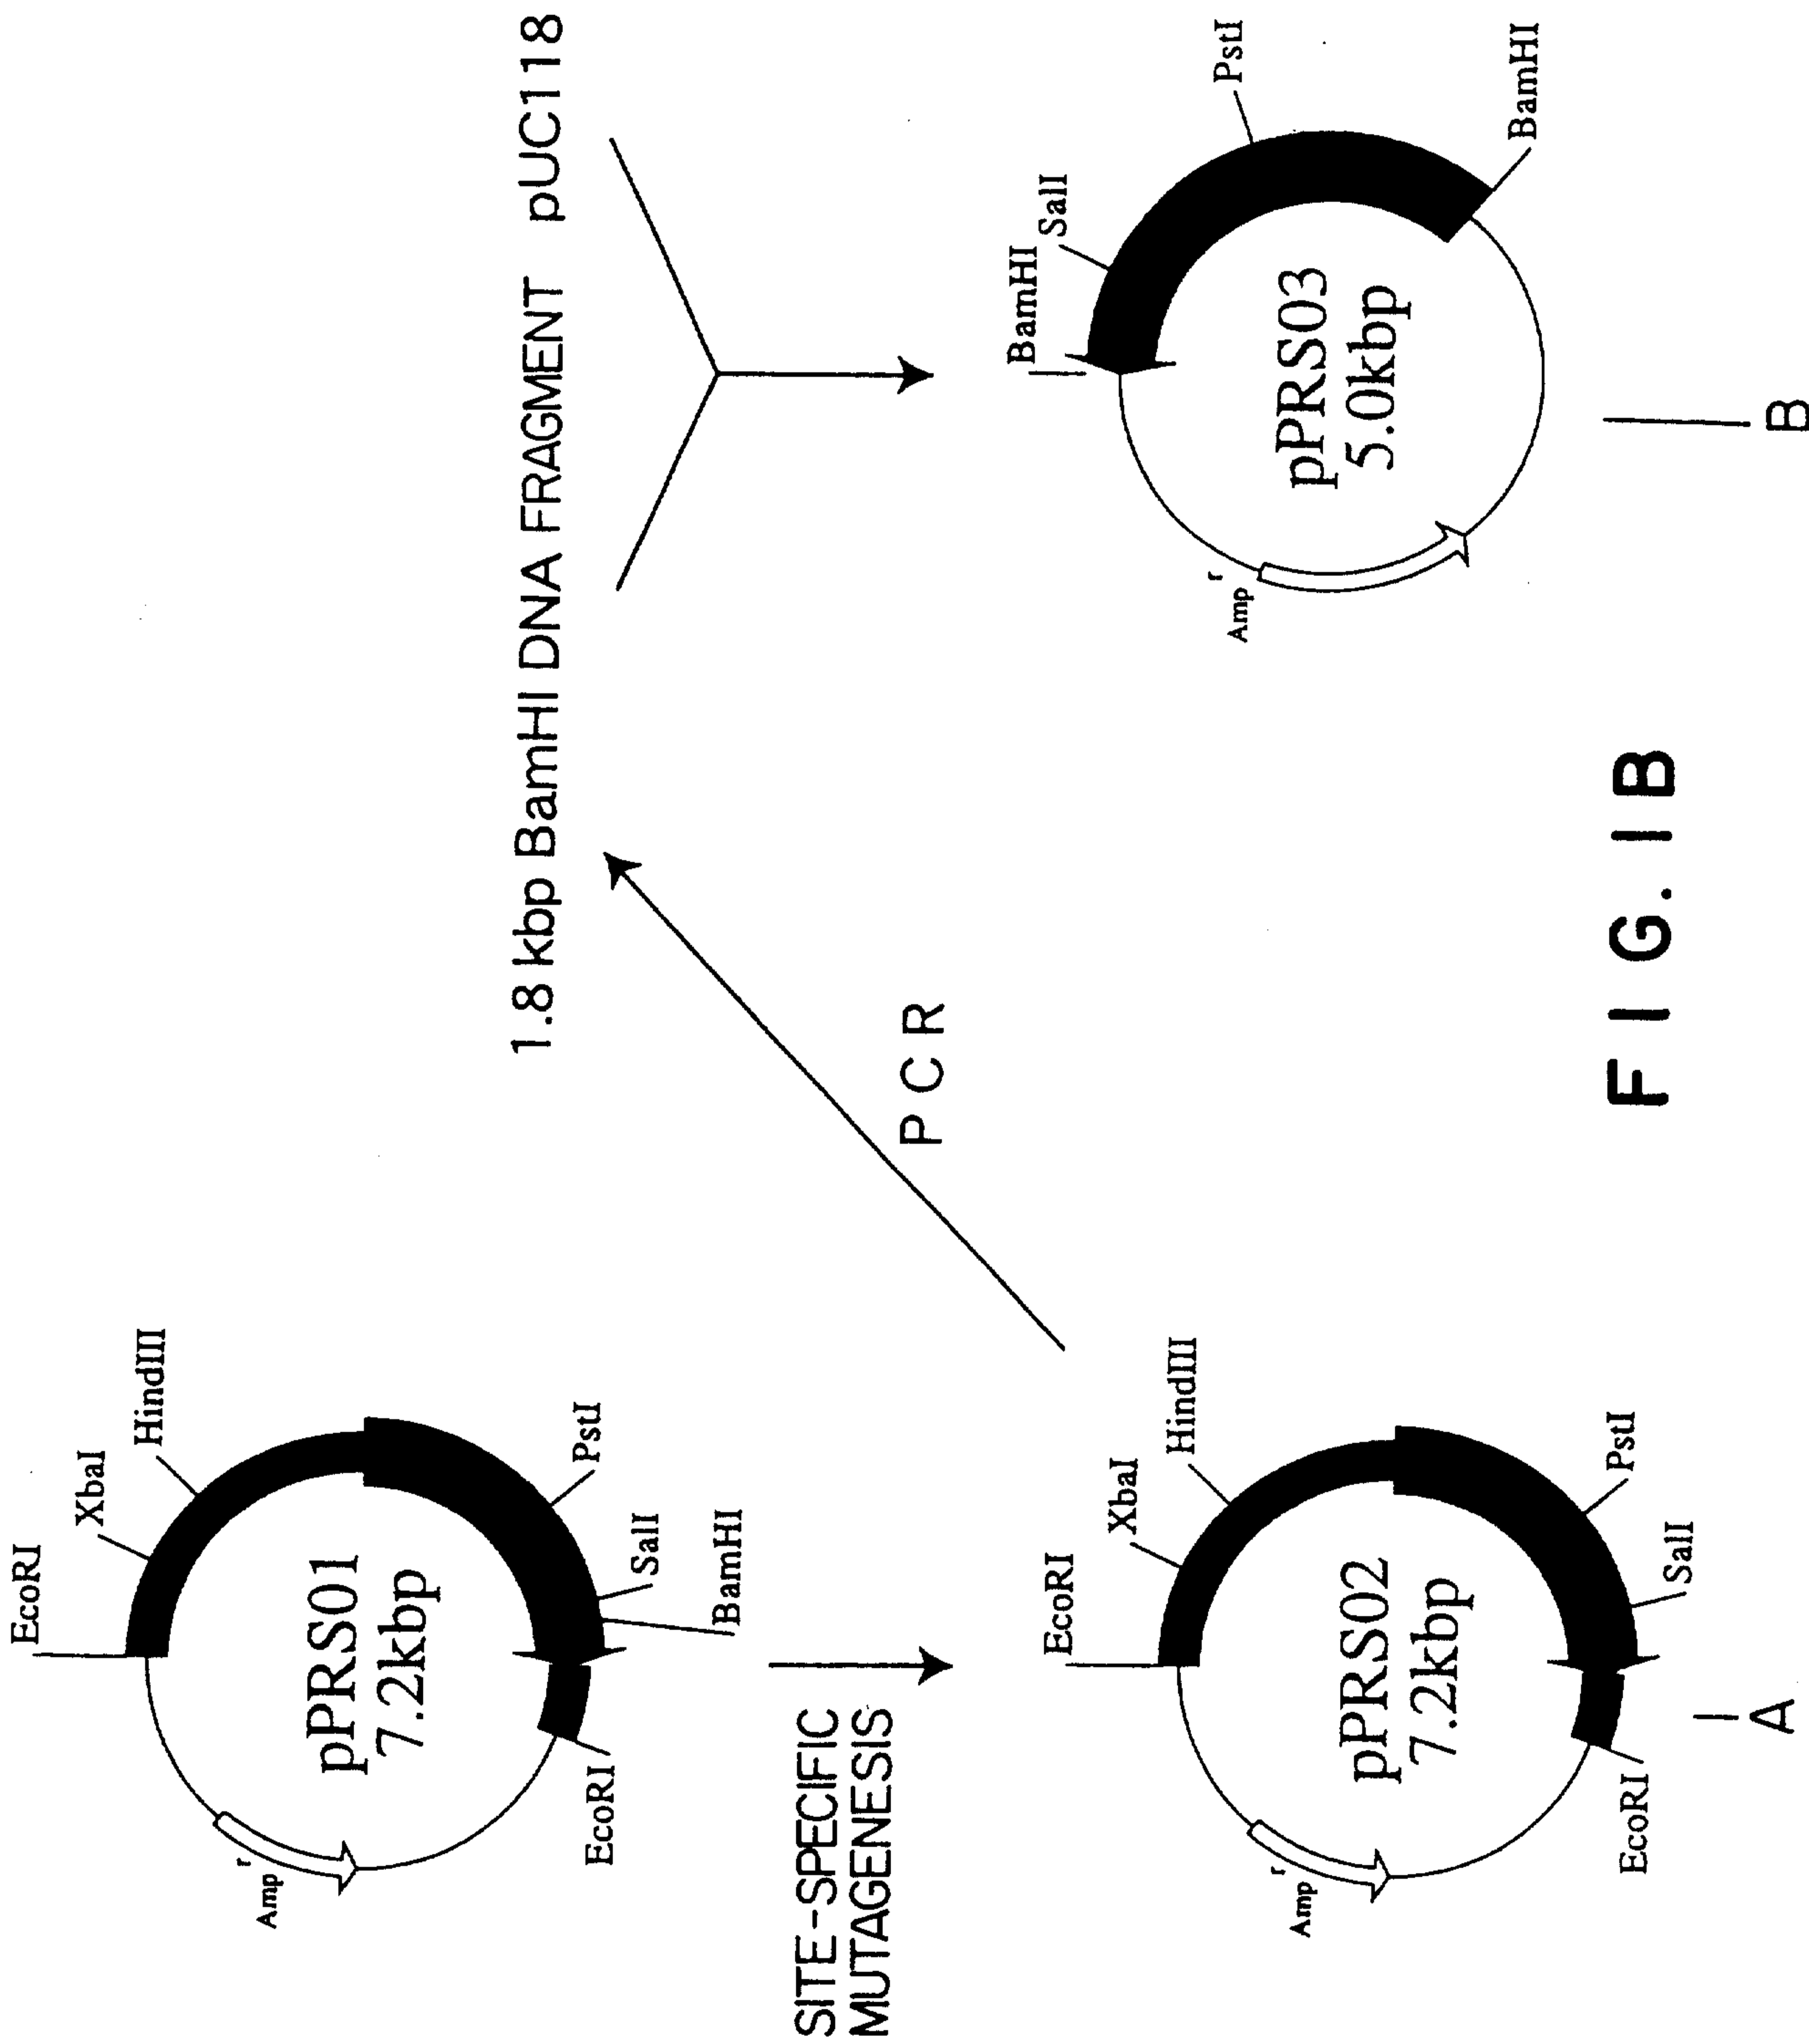 EcoRI
XbaI
HindIII
pPRS01
7.2kbp
Amp r
PstI
SalI
BamHI
EcoRI
SITE-SPECIFIC
MUTAGENESIS
EcoRI
XbaI
HindIII
pPRS02
7.2kbp
Amp r
PstI
SalI
EcoRI
A
PCR
1.8 kbp BamHI DNA FRAGMENT pUC118
BamHI
SalI
PstI
pPRS03
5.0kbp
Amp r
BamHI
B
FIG. 1B